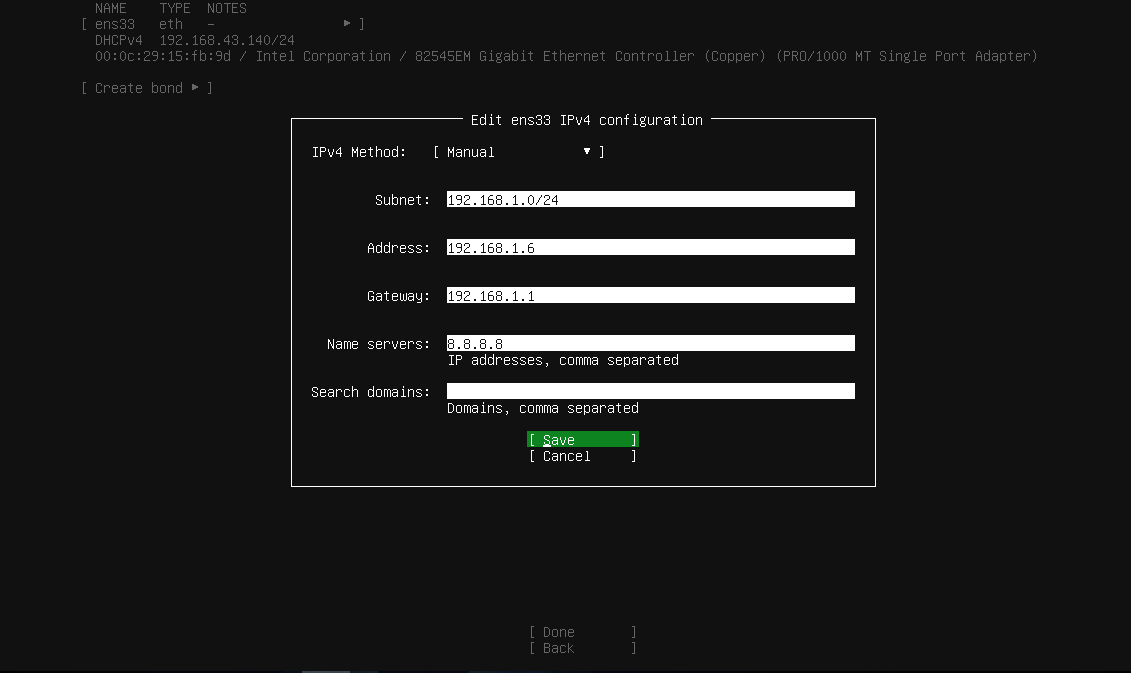 NAME TYPE NOTES
[ ens33 eth – ▸ ]
DHCPv4 192.168.43.140/24
00:0c:29:15:fb:9d / Intel Corporation / 82545EM Gigabit Ethernet Controller (Copper) (PRO/1000 MT Single Port Adapter)
[ Create bond ▸ ]
Edit ens33 IPv4 configuration
IPv4 Method: [ Manual ▾ ]
Subnet: 192.168.1.0/24
Address: 192.168.1.6
Gateway: 192.168.1.1
Name servers: 8.8.8.8
IP addresses, comma separated
Search domains:
Domains, comma separated
[ Save ]
[ Cancel ]
[ Done ]
[ Back ]